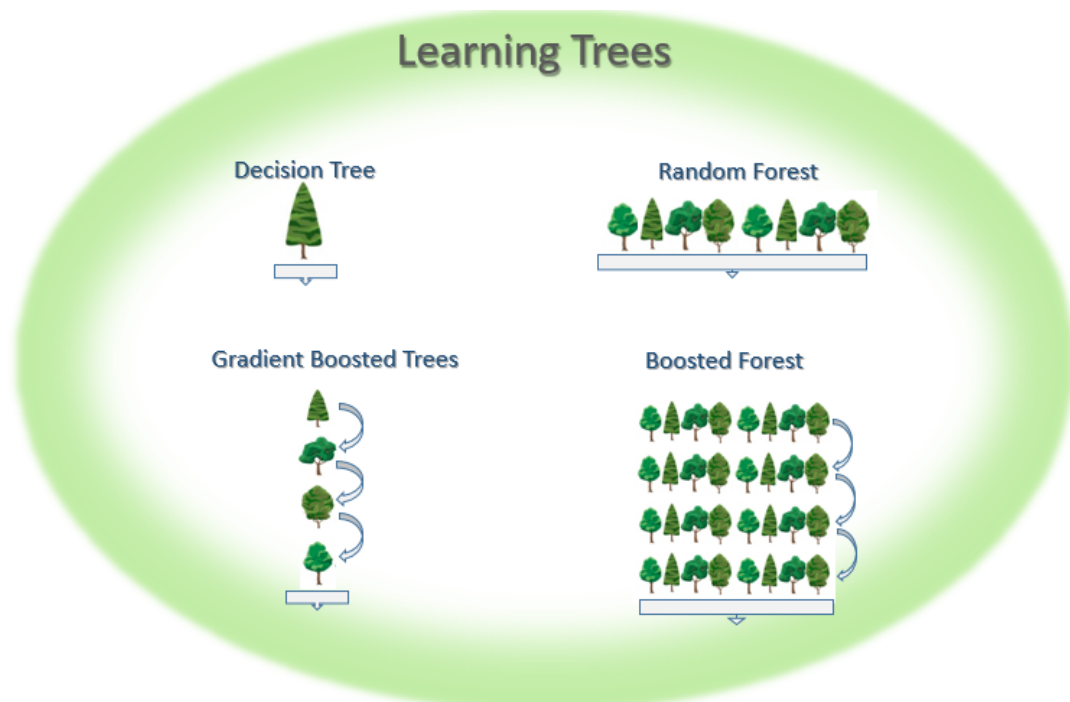 Learning Trees
Decision Tree
Random Forest
Gradient Boosted Trees
Boosted Forest